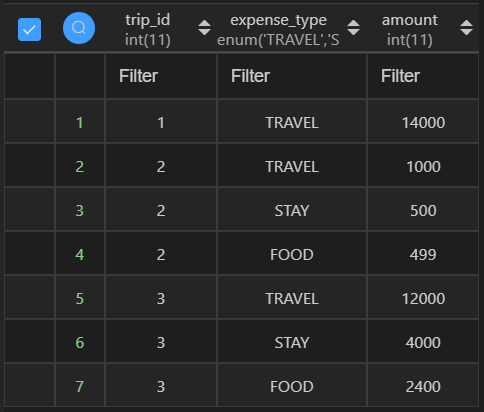 trip_id expense_type amount
int(11) enum('TRAVEL','S int(11)
Filter Filter Filter
1 1 TRAVEL 14000
2 2 TRAVEL 1000
3 2 STAY 500
4 2 FOOD 499
5 3 TRAVEL 12000
6 3 STAY 4000
7 3 FOOD 2400